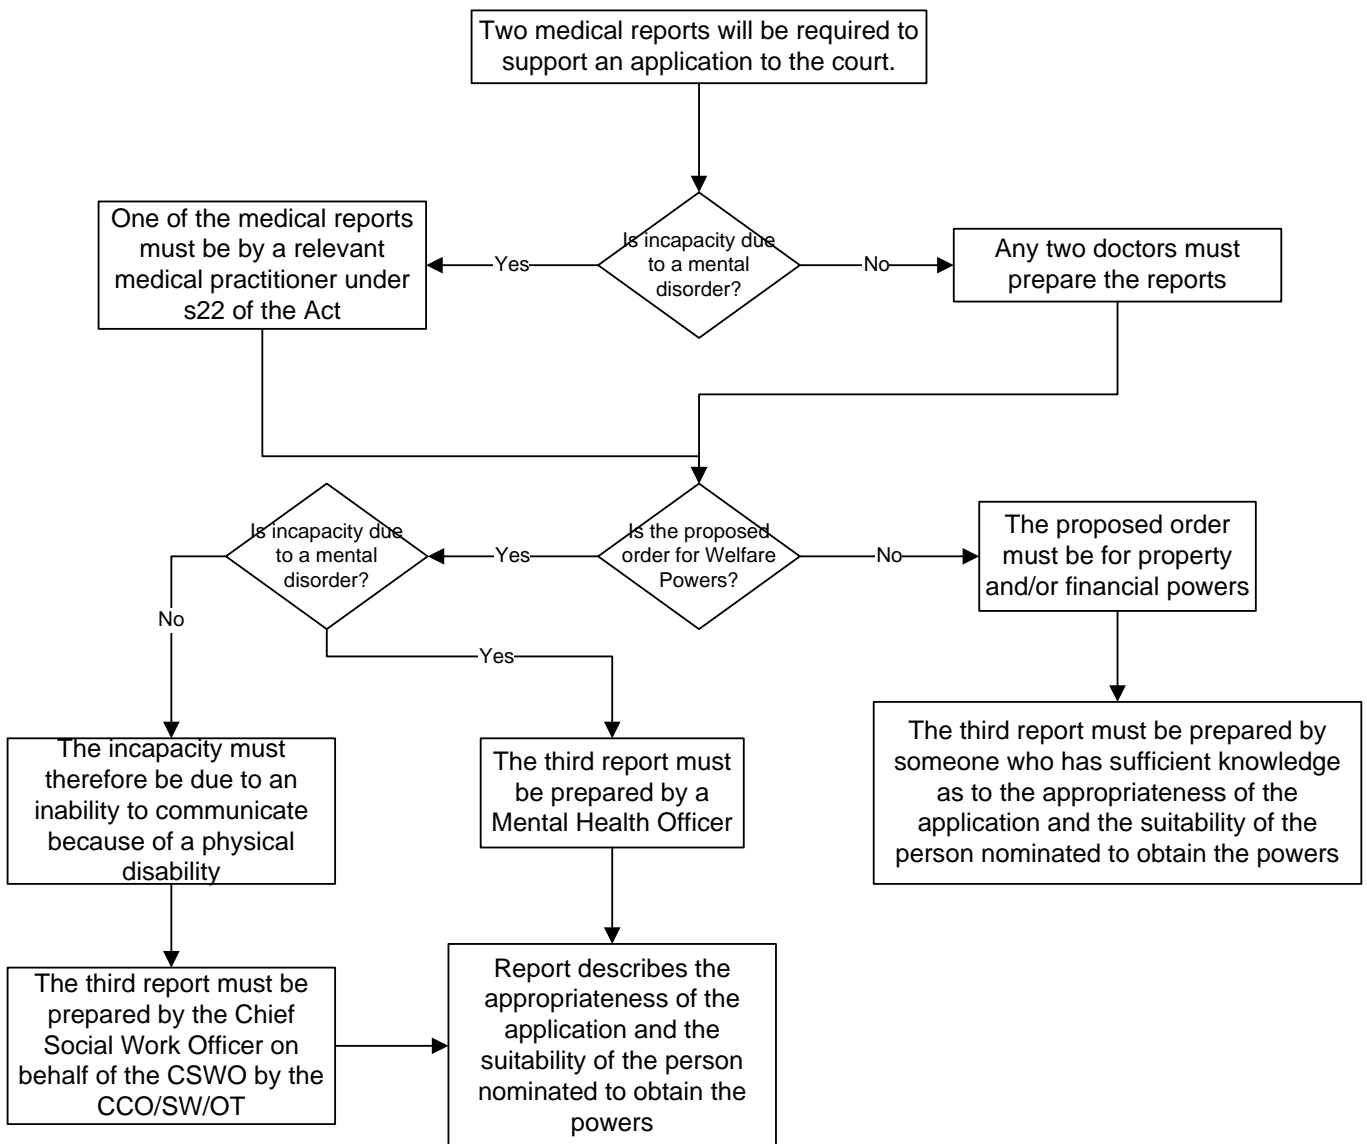 Two medical reports will be required to
support an application to the court.
One of the medical reports
must be by a relevant
medical practitioner under
s22 of the Act
Yes
Is incapacity due
to a mental
disorder?
No
Any two doctors must
prepare the reports
Is incapacity due
to a mental
disorder?
Yes
Is the proposed
order for Welfare
Powers?
No
The proposed order
must be for property
and/or financial powers
No
Yes
The incapacity must
therefore be due to an
inability to communicate
because of a physical
disability
The third report must
be prepared by a
Mental Health Officer
The third report must be prepared by
someone who has sufficient knowledge
as to the appropriateness of the
application and the suitability of the
person nominated to obtain the powers
The third report must be
prepared by the Chief
Social Work Officer on
behalf of the CSWO by the
CCO/SW/OT
Report describes the
appropriateness of the
application and the
suitability of the person
nominated to obtain the
powers